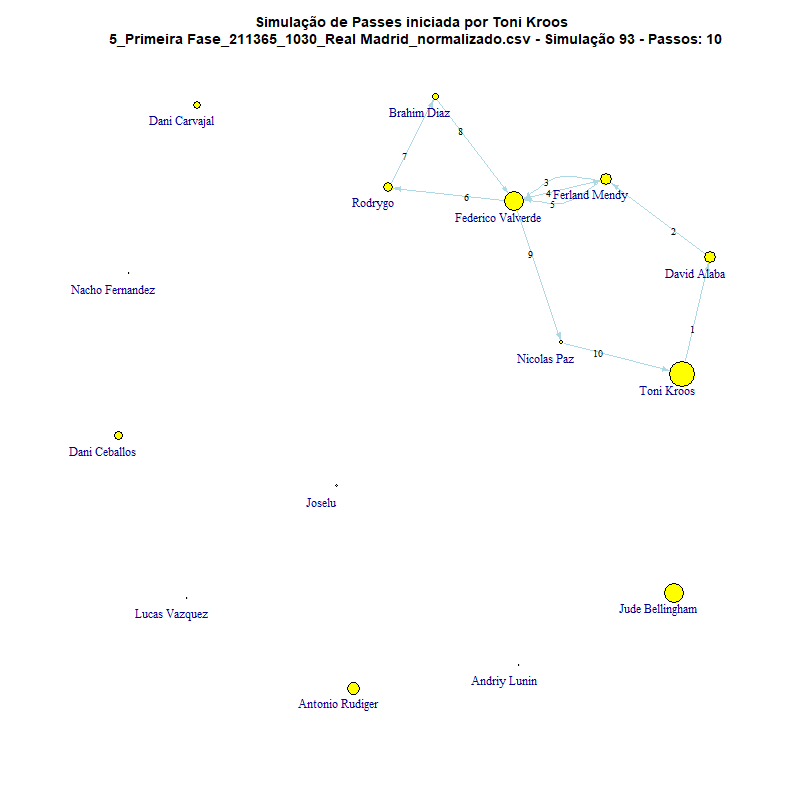 Simulação de Passes iniciada por Toni Kroos
5_Primeira Fase_211365_1030_Real Madrid_normalizado.csv - Simulação 93 - Passos: 10
Brahim Diaz
Dani Carvajal
8
7
3
4
Ferland Mendy
6
5
Rodrygo
Federico Valverde
2
9
David Alaba
Nacho Fernandez
1
10
Nicolas Paz
Toni Kroos
Dani Ceballos
Joselu
Lucas Vazquez
Jude Bellingham
Andriy Lunin
Antonio Rudiger